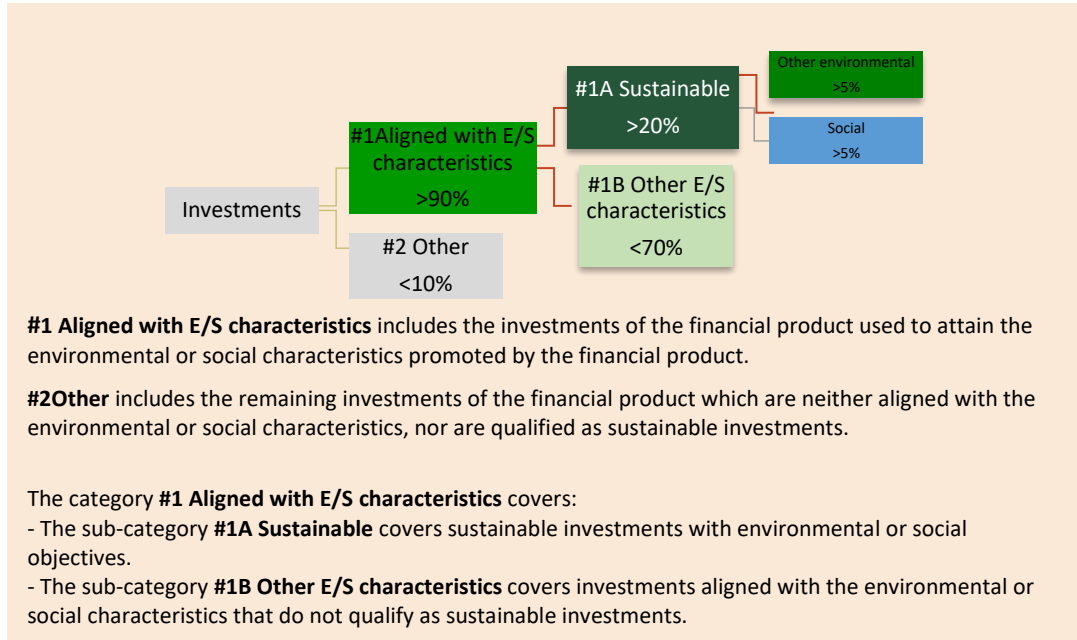 Other environmental
>5%
#1A Sustainable
>20%
Social
>5%
#1Aligned with E/S
characteristics
>90%
#1B Other E/S
characteristics
<70%
Investments
#2 Other
<10%
#1 Aligned with E/S characteristics includes the investments of the financial product used to attain the
environmental or social characteristics promoted by the financial product.
#2Other includes the remaining investments of the financial product which are neither aligned with the
environmental or social characteristics, nor are qualified as sustainable investments.
The category #1 Aligned with E/S characteristics covers:
- The sub-category #1A Sustainable covers sustainable investments with environmental or social
objectives.
- The sub-category #1B Other E/S characteristics covers investments aligned with the environmental or
social characteristics that do not qualify as sustainable investments.